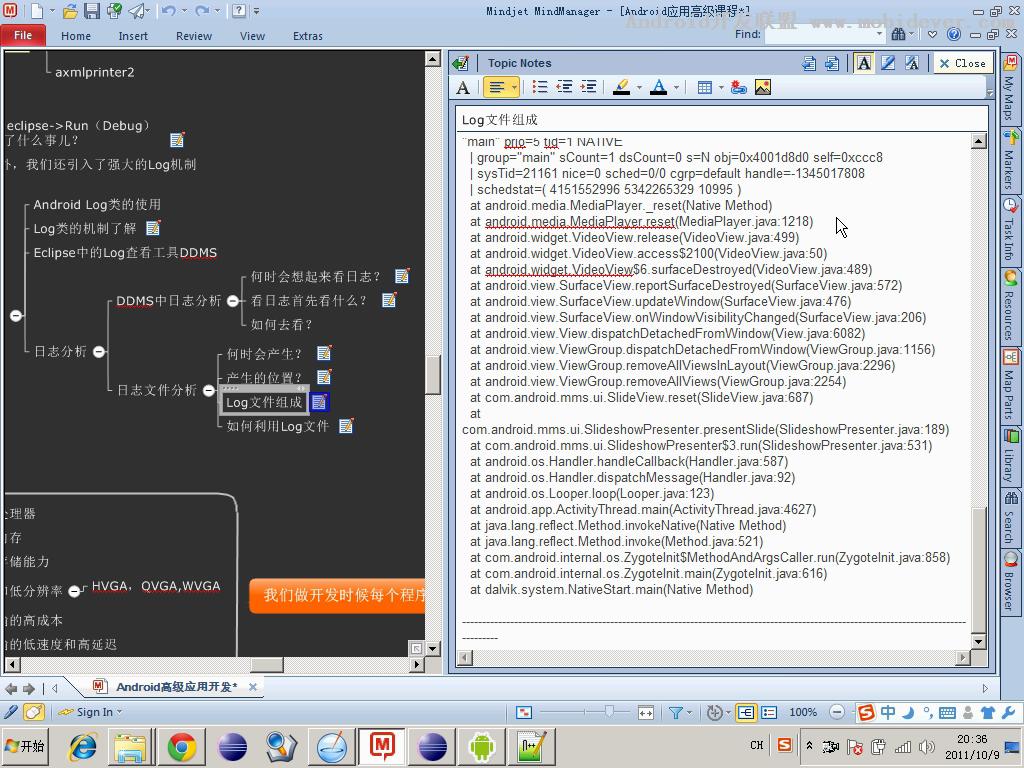 Mindjet MindManager - [Android应用高级课程*]
Android开发联盟 www.mobidever.com
File Home Insert Review View Extras Find:
axmlprinter2
eclipse->Run（Debug）
了什么事儿？
外，我们还引入了强大的Log机制
Android Log类的使用
Log类的机制了解
Eclipse中的Log查看工具DDMS
何时会想起来看日志？
DDMS中日志分析
看日志首先看什么？
如何去看？
日志分析
何时会产生？
产生的位置？
日志文件分析
Log文件组成
如何利用Log文件
处理器
内存
存储能力
低分辨率
HVGA，QVGA,WVGA
的高成本
的低速度和高延迟
我们做开发时候每个程序
Topic Notes
Close
Log文件组成
"main" prio=5 tid=1 NATIVE
| group="main" sCount=1 dsCount=0 s=N obj=0x4001d8d0 self=0xccc8
| sysTid=21161 nice=0 sched=0/0 cgrp=default handle=-1345017808
| schedstat=( 4151552996 5342265329 10995 )
at android.media.MediaPlayer._reset(Native Method)
at android.media.MediaPlayer.reset(MediaPlayer.java:1218)
at android.widget.VideoView.release(VideoView.java:499)
at android.widget.VideoView.access$2100(VideoView.java:50)
at android.widget.VideoView$6.surfaceDestroyed(VideoView.java:489)
at android.view.SurfaceView.reportSurfaceDestroyed(SurfaceView.java:572)
at android.view.SurfaceView.updateWindow(SurfaceView.java:476)
at android.view.SurfaceView.onWindowVisibilityChanged(SurfaceView.java:206)
at android.view.View.dispatchDetachedFromWindow(View.java:6082)
at android.view.ViewGroup.dispatchDetachedFromWindow(ViewGroup.java:1156)
at android.view.ViewGroup.removeAllViewsInLayout(ViewGroup.java:2296)
at android.view.ViewGroup.removeAllViews(ViewGroup.java:2254)
at com.android.mms.ui.SlideView.reset(SlideView.java:687)
at
com.android.mms.ui.SlideshowPresenter.presentSlide(SlideshowPresenter.java:189)
at com.android.mms.ui.SlideshowPresenter$3.run(SlideshowPresenter.java:531)
at android.os.Handler.handleCallback(Handler.java:587)
at android.os.Handler.dispatchMessage(Handler.java:92)
at android.os.Looper.loop(Looper.java:123)
at android.app.ActivityThread.main(ActivityThread.java:4627)
at java.lang.reflect.Method.invokeNative(Native Method)
at java.lang.reflect.Method.invoke(Method.java:521)
at com.android.internal.os.ZygoteInit$MethodAndArgsCaller.run(ZygoteInit.java:858)
at com.android.internal.os.ZygoteInit.main(ZygoteInit.java:616)
at dalvik.system.NativeStart.main(Native Method)
My Maps
Markers
Task Info
Resources
Map Parts
Library
Search
Browser
Android高级应用开发*
Sign In
100%
中
开始
CH
20:36
2011/10/9